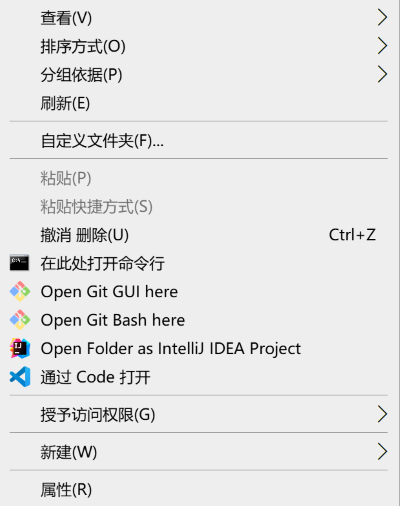 查看(V)
排序方式(O)
分组依据(P)
刷新(E)
自定义文件夹(F)...
粘贴(P)
粘贴快捷方式(S)
撤消 删除(U) Ctrl+Z
在此处打开命令行
Open Git GUI here
Open Git Bash here
Open Folder as IntelliJ IDEA Project
通过 Code 打开
授予访问权限(G)
新建(W)
属性(R)